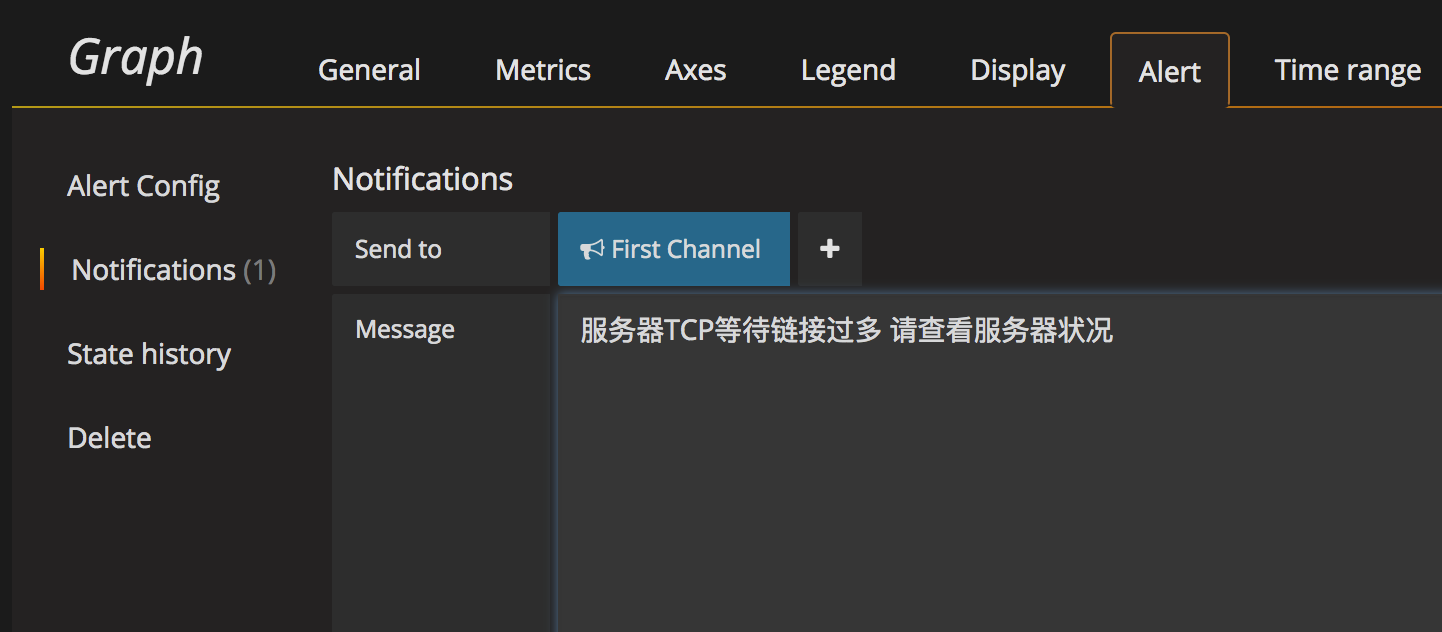 Graph
General
Metrics
Axes
Legend
Display
Alert
Time range
Alert Config
Notifications (1)
State history
Delete
Notifications
Send to
First Channel
+
Message
服务器TCP等待链接过多 请查看服务器状况